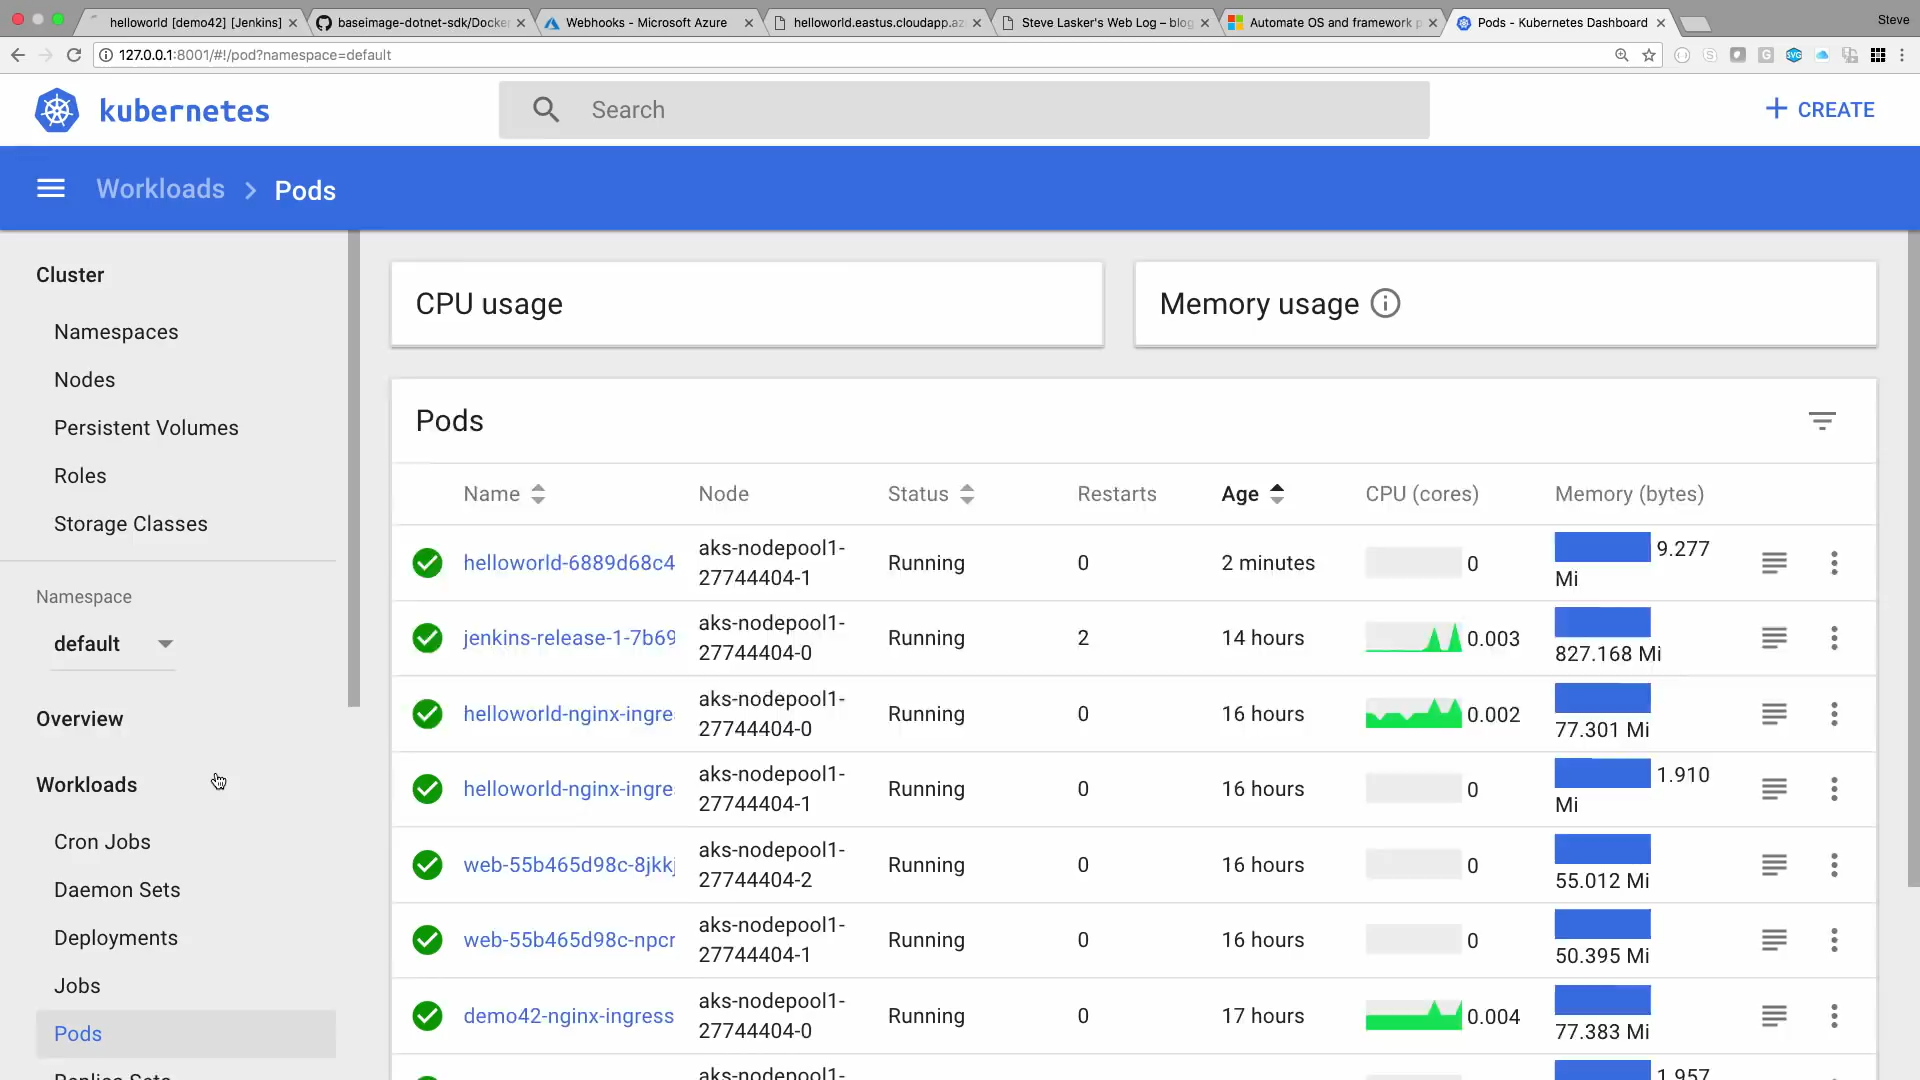 helloworld [demo42] [Jenkins]
baseimage-dotnet-sdk/Docker
Webhooks - Microsoft Azure
helloworld.eastus.cloudapp.az
Steve Lasker's Web Log – blog
Automate OS and framework p
Pods - Kubernetes Dashboard
Steve
127.0.0.1:8001/#!/pod?namespace=default
kubernetes
Search
+ CREATE
Workloads > Pods
Cluster
Namespaces
Nodes
Persistent Volumes
Roles
Storage Classes
Namespace
default
Overview
Workloads
Cron Jobs
Daemon Sets
Deployments
Jobs
Pods
Replica Sets
CPU usage
Memory usage
Pods
Name Node Status Restarts Age CPU (cores) Memory (bytes)
helloworld-6889d68c4 aks-nodepool1- Running 0 2 minutes 0 9.277
27744404-1 Mi
jenkins-release-1-7b69 aks-nodepool1- Running 2 14 hours 0.003
27744404-0 827.168 Mi
helloworld-nginx-ingre aks-nodepool1- Running 0 16 hours 0.002
27744404-0 77.301 Mi
helloworld-nginx-ingre aks-nodepool1- Running 0 16 hours 0 1.910
27744404-1 Mi
web-55b465d98c-8jkkj aks-nodepool1- Running 0 16 hours 0
27744404-2 55.012 Mi
web-55b465d98c-npcr aks-nodepool1- Running 0 16 hours 0
27744404-1 50.395 Mi
demo42-nginx-ingress aks-nodepool1- Running 0 17 hours 0.004
27744404-0 77.383 Mi
aks-nodepool1- 1.957